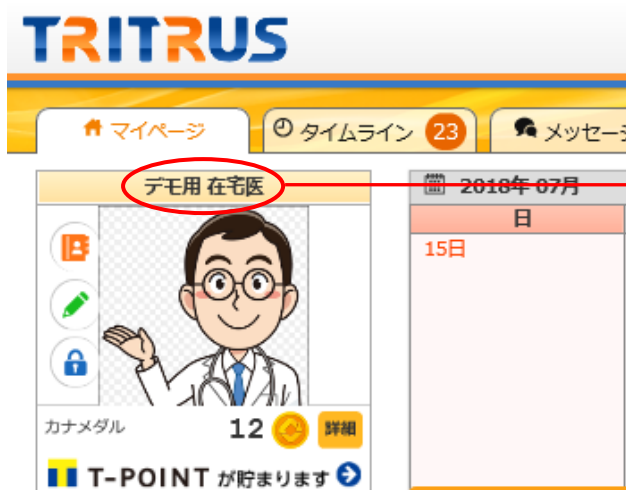 TRITRUS
マイページ
タイムライン 23
メッセー
デモ用 在宅医
2018年 07月
日
15日
カナメダル 12 詳細
T-POINT が貯まります